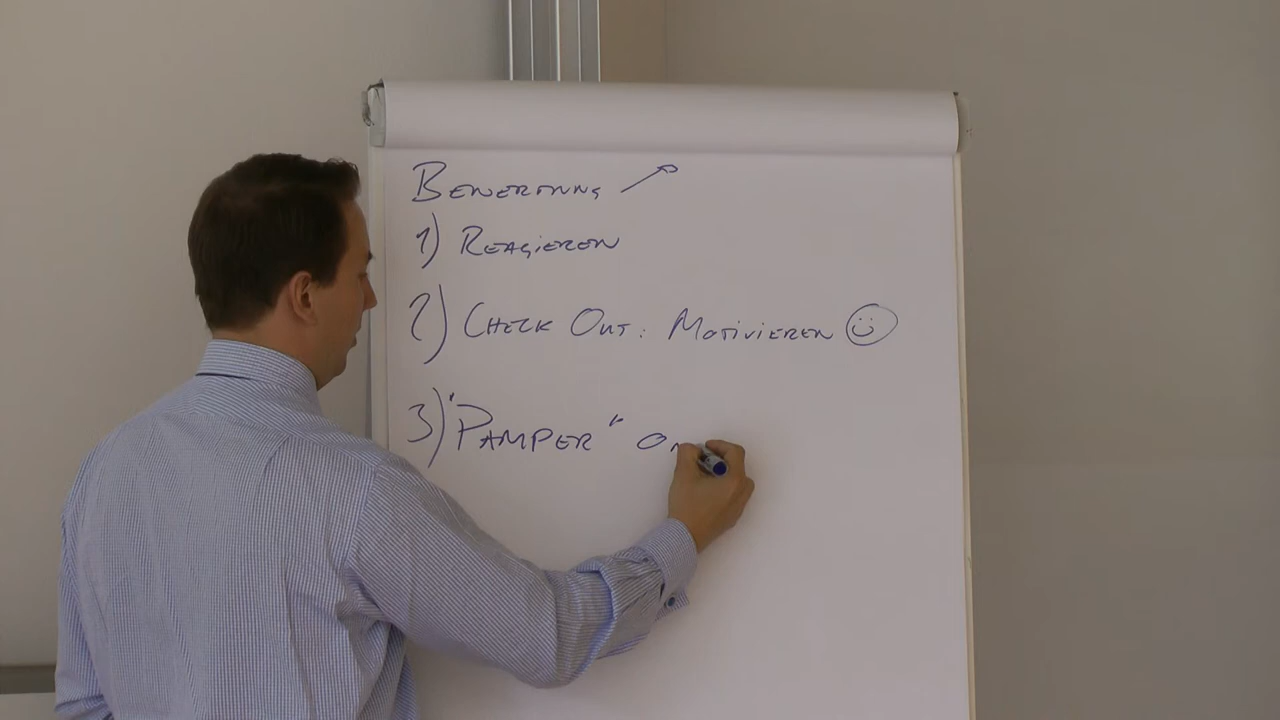 BEWERTUNG
1) REAGIEREN
2) CHECK OUT: MOTIVIEREN
3) "PAMPER"